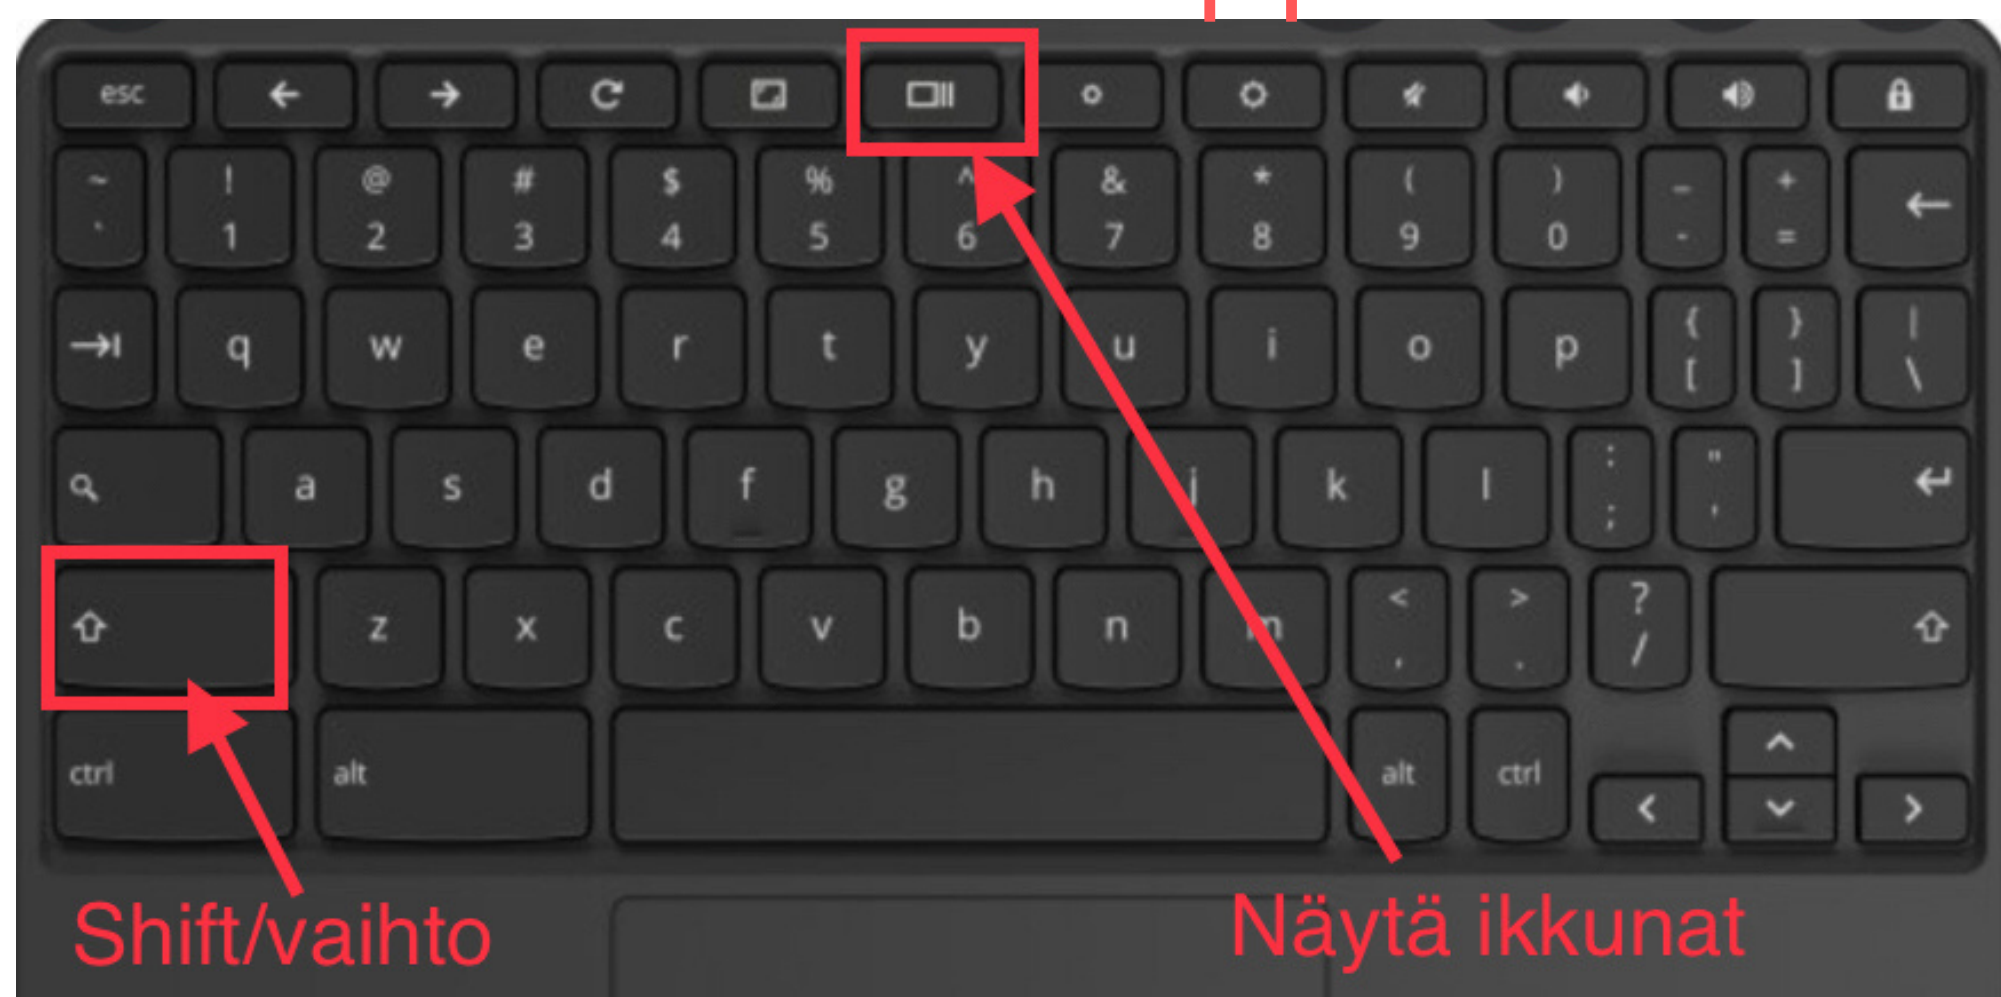 esc
~ ! @ # $ % ^ & * ( ) _ +
` 1 2 3 4 5 6 7 8 9 0 - =
q w e r t y u i o p { } |
[ ] \
a s d f g h j k l : "
; '
z x c v b n m < > ?
, . /
ctrl alt alt ctrl
Shift/vaihto Näytä ikkunat